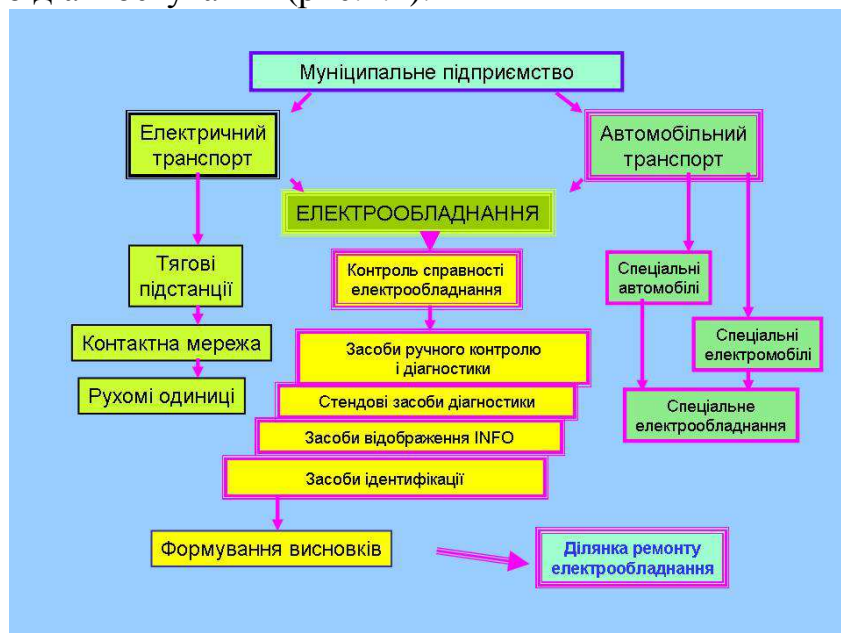 Муніципальне підприємство
Електричний
транспорт
Автомобільний
транспорт
ЕЛЕКТРООБЛАДНАННЯ
Тягові
підстанції
Контроль справності
електрообладнання
Спеціальні
автомобілі
Контактна мережа
Засоби ручного контролю
і діагностики
Спеціальні
електромобілі
Рухомі одиниці
Стендові засоби діагностики
Спеціальне
електрообладнання
Засоби відображення INFO
Засоби ідентифікації
Формування висновків
Ділянка ремонту
електрообладнання